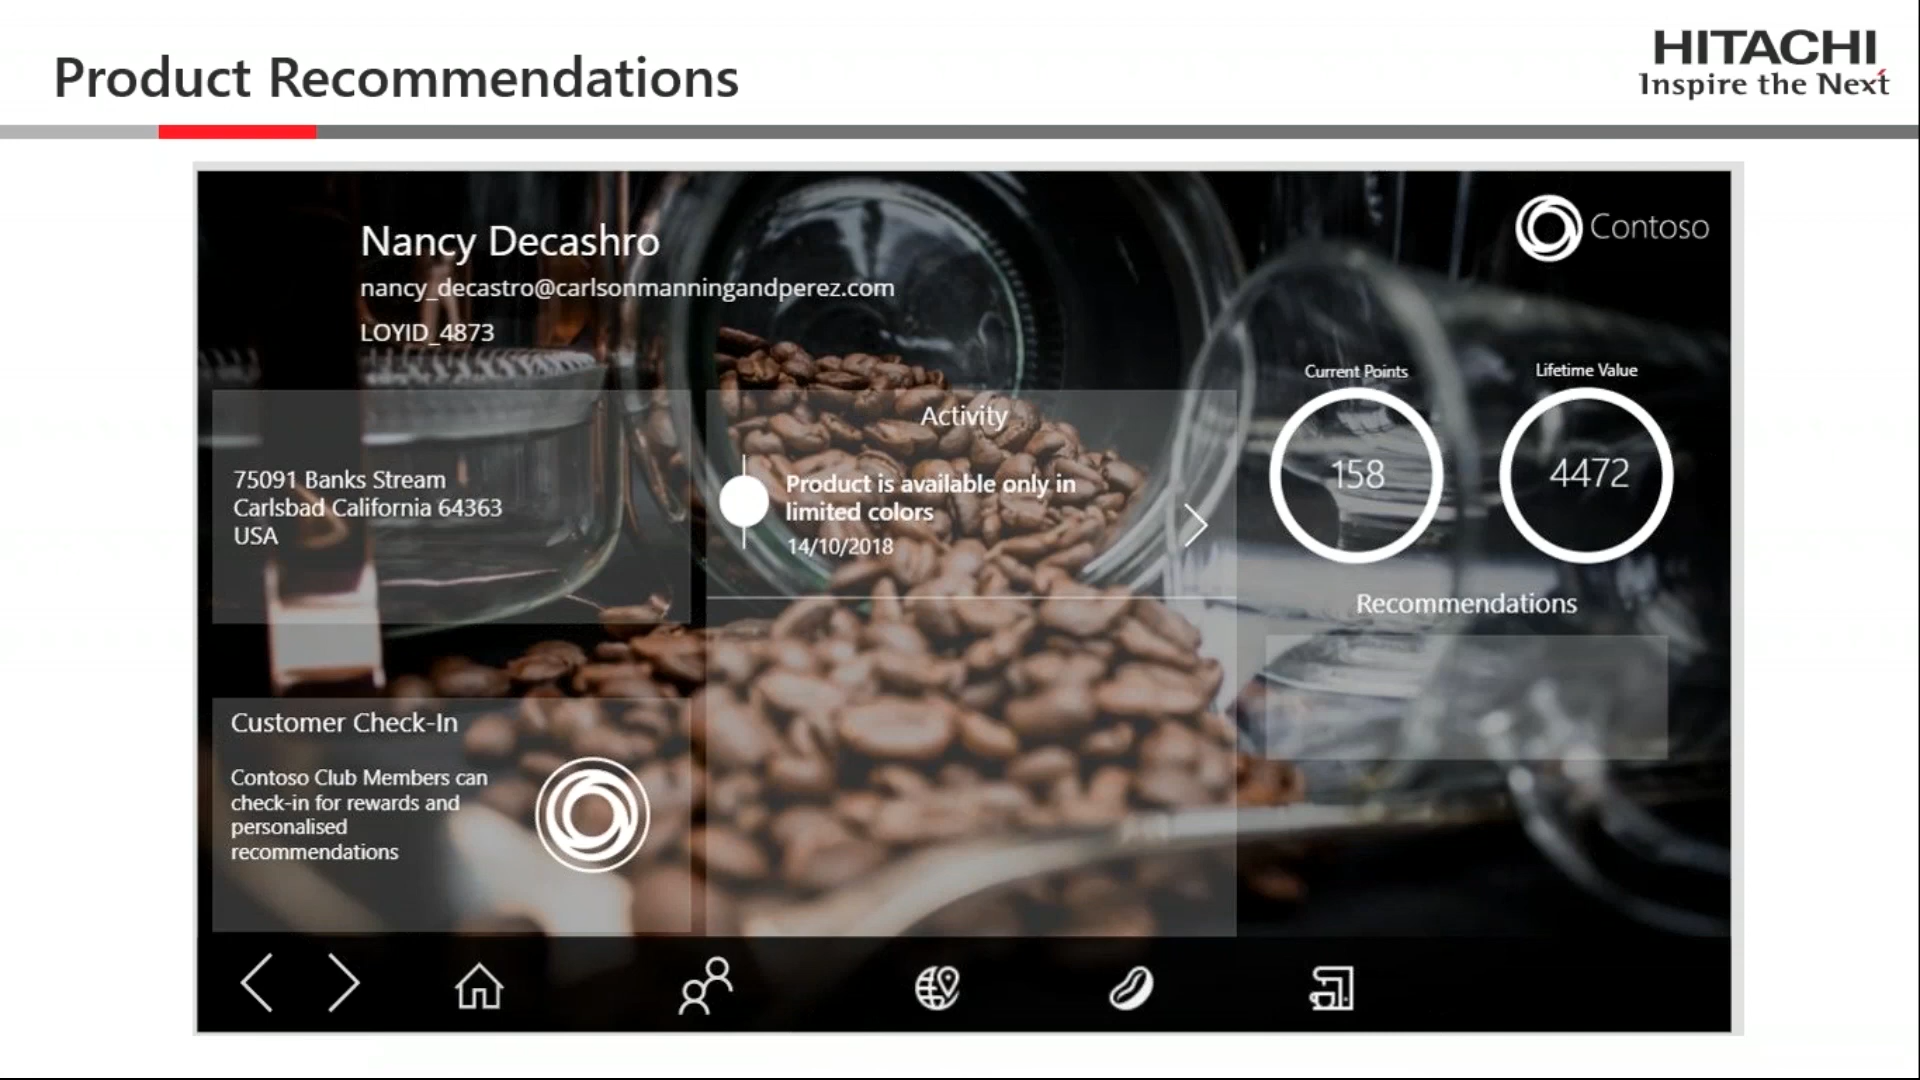 Product Recommendations
HITACHI
Inspire the Next
Nancy Decashro
nancy_decastro@carlsonmanningandperez.com
LOYID_4873
Contoso
75091 Banks Stream
Carlsbad California 64363
USA
Activity
Product is available only in
limited colors
14/10/2018
Current Points
158
Lifetime Value
4472
Recommendations
Customer Check-In
Contoso Club Members can
check-in for rewards and
personalised
recommendations